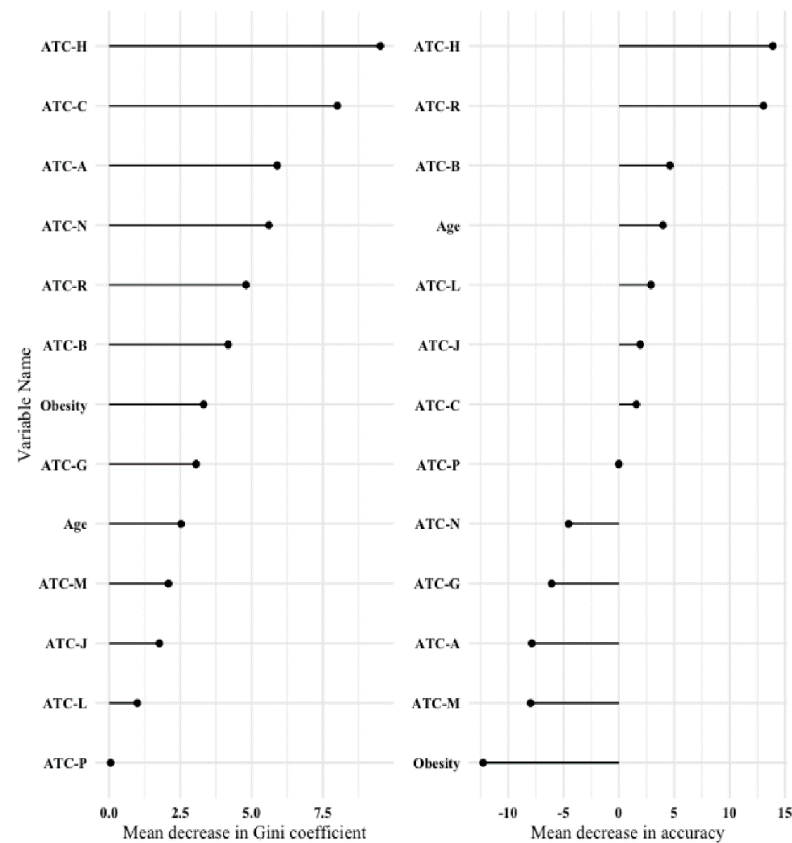 Variable Name
ATC-H
ATC-C
ATC-A
ATC-N
ATC-R
ATC-B
Obesity
ATC-G
Age
ATC-M
ATC-J
ATC-L
ATC-P
0.0 2.5 5.0 7.5
Mean decrease in Gini coefficient
ATC-H
ATC-R
ATC-B
Age
ATC-L
ATC-J
ATC-C
ATC-P
ATC-N
ATC-G
ATC-A
ATC-M
Obesity
-10 -5 0 5 10 15
Mean decrease in accuracy